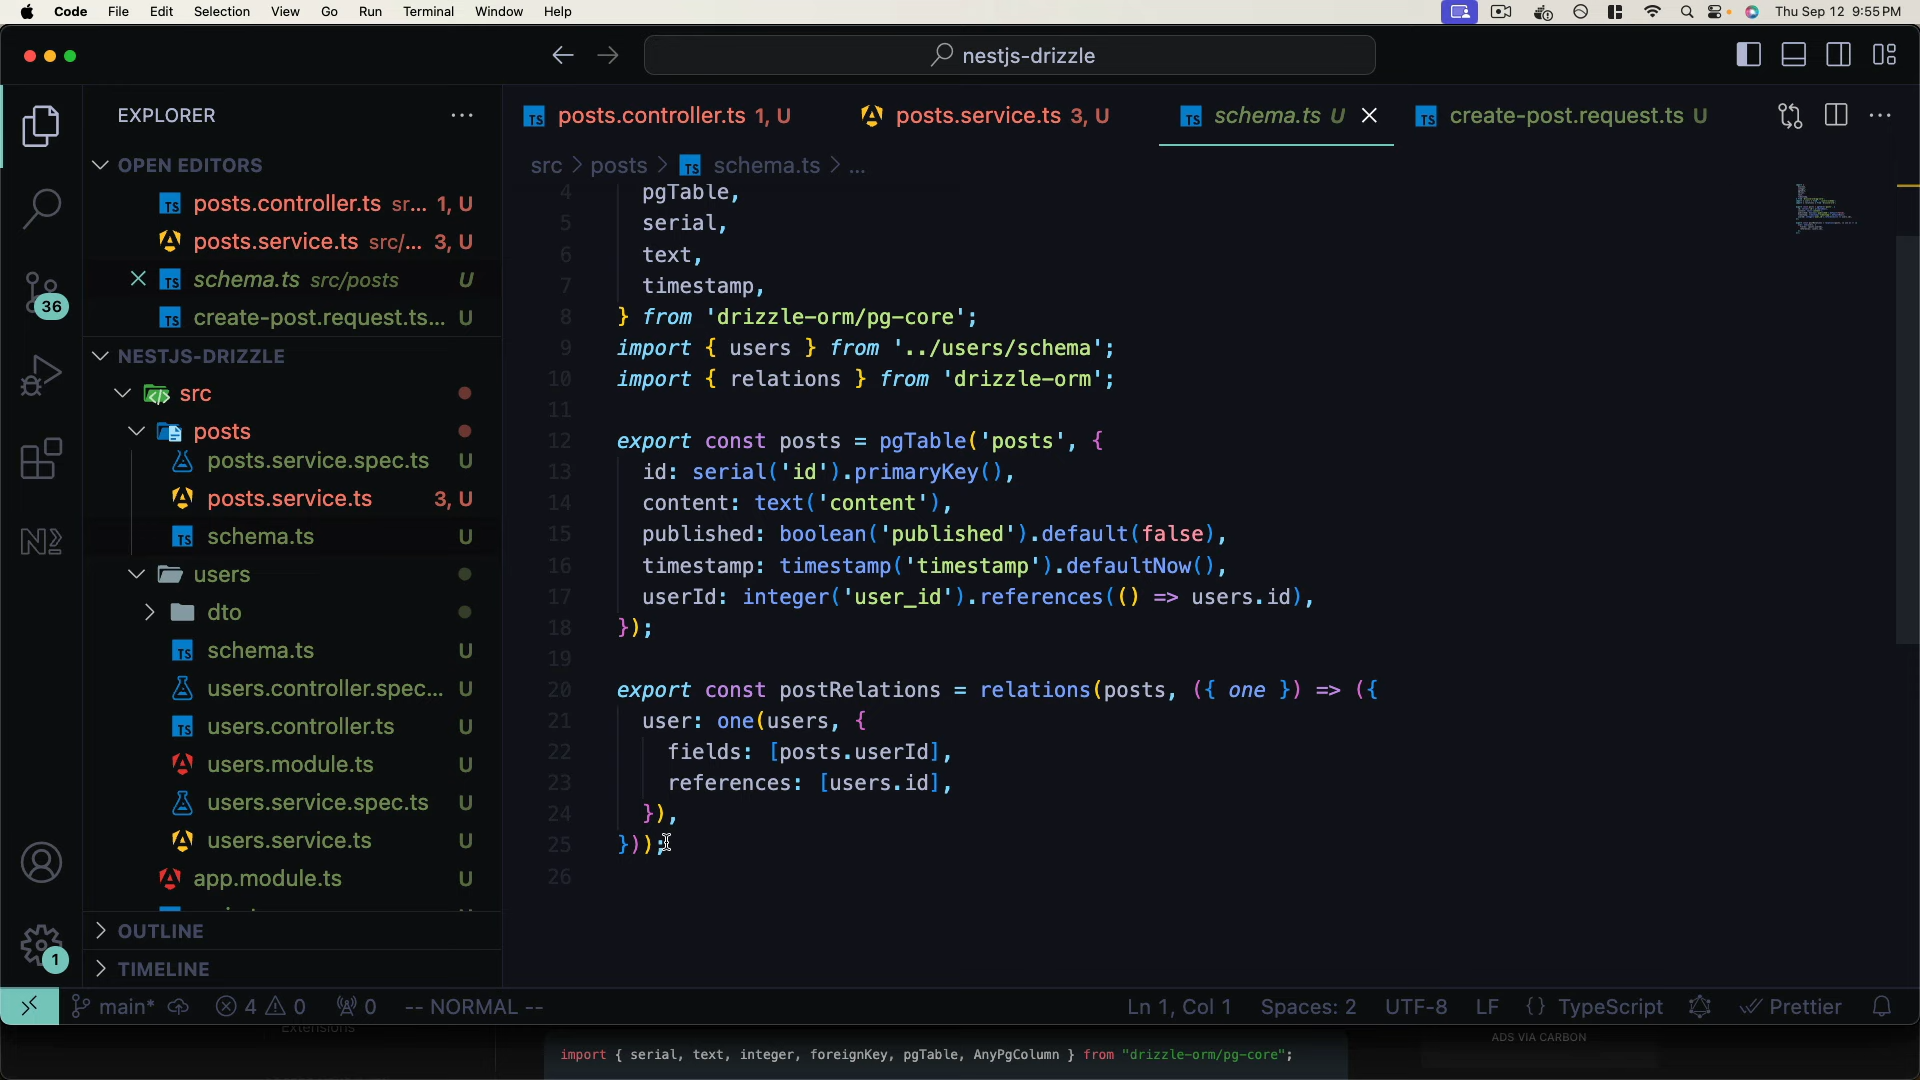 Code File Edit Selection View Go Run Terminal Window Help Thu Sep 12 9:55 PM
nestjs-drizzle
EXPLORER
OPEN EDITORS
posts.controller.ts sr... 1, U
posts.service.ts src/... 3, U
schema.ts src/posts U
create-post.request.ts... U
NESTJS-DRIZZLE
src
posts
posts.service.spec.ts U
posts.service.ts 3, U
schema.ts U
users
dto
schema.ts U
users.controller.spec... U
users.controller.ts U
users.module.ts U
users.service.spec.ts U
users.service.ts U
app.module.ts U
OUTLINE
TIMELINE
36
1
posts.controller.ts 1, U posts.service.ts 3, U schema.ts U create-post.request.ts U
src > posts > TS schema.ts > ...
4 pgTable,
5 serial,
6 text,
7 timestamp,
8 } from 'drizzle-orm/pg-core';
9 import { users } from '../users/schema';
10 import { relations } from 'drizzle-orm';
11
12 export const posts = pgTable('posts', {
13 id: serial('id').primaryKey(),
14 content: text('content'),
15 published: boolean('published').default(false),
16 timestamp: timestamp('timestamp').defaultNow(),
17 userId: integer('user_id').references(() => users.id),
18 });
19
20 export const postRelations = relations(posts, ({ one }) => ({
21 user: one(users, {
22 fields: [posts.userId],
23 references: [users.id],
24 }),
25 }));
26
main* 4 0 0 -- NORMAL -- Ln 1, Col 1 Spaces: 2 UTF-8 LF {} TypeScript Prettier
Extensions
ADS VIA CARBON
import { serial, text, integer, foreignKey, pgTable, AnyPgColumn } from "drizzle-orm/pg-core";